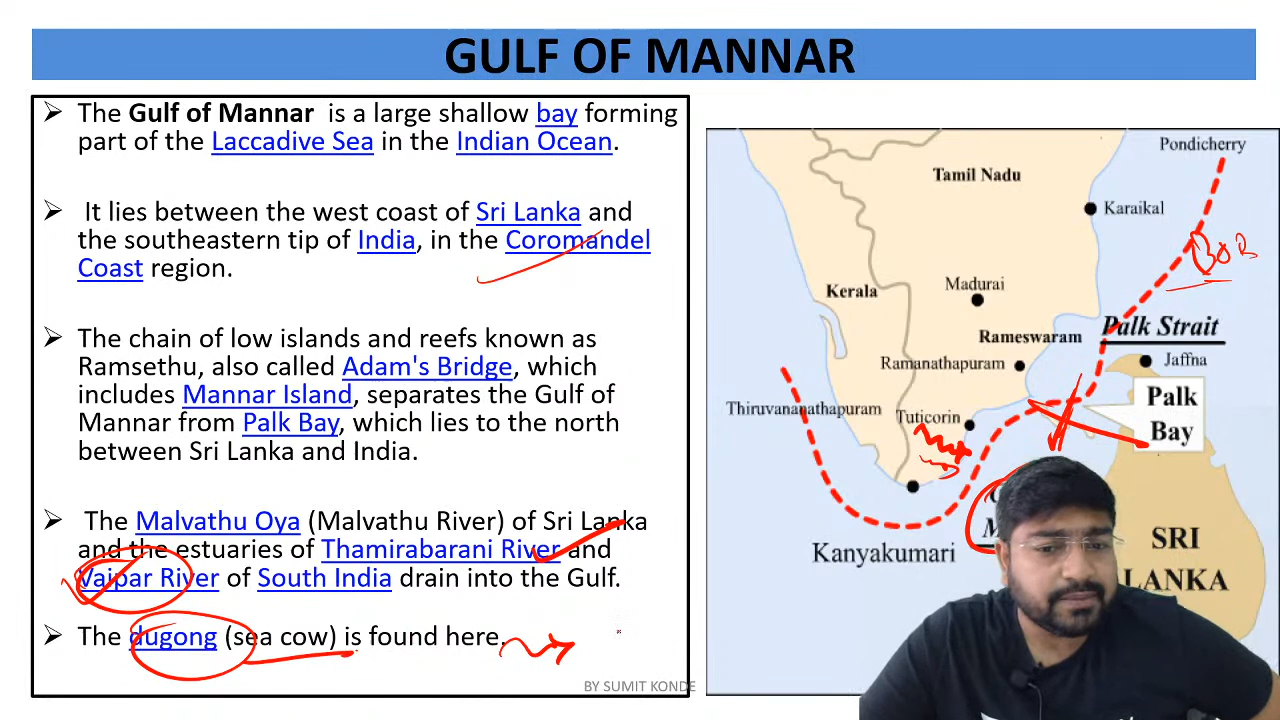 GULF OF MANNAR
➢ The Gulf of Mannar is a large shallow bay forming
part of the Laccadive Sea in the Indian Ocean.
➢ It lies between the west coast of Sri Lanka and
the southeastern tip of India, in the Coromandel
Coast region.
The chain of low islands and reefs known as
Ramsethu, also called Adam's Bridge, which
includes Mannar Island, separates the Gulf of
Mannar from Palk Bay, which lies to the north
between Sri Lanka and India.
➢ The Malvathu Oya (Malvathu River) of Sri Lanka
and the estuaries of Thamirabarani River and
Vaipar River of South India drain into the Gulf.
➢ The dugong (sea cow) is found here.
BY SUMIT KONDE
Pondicherry
Tamil Nadu
Karaikal
BOB
Madurai
Kerala
Rameswaram
Palk Strait
Ramanathapuram
Jaffna
Thiruvananathapuram
Tuticorin
Palk
Bay
Kanyakumari
SRI
LANKA